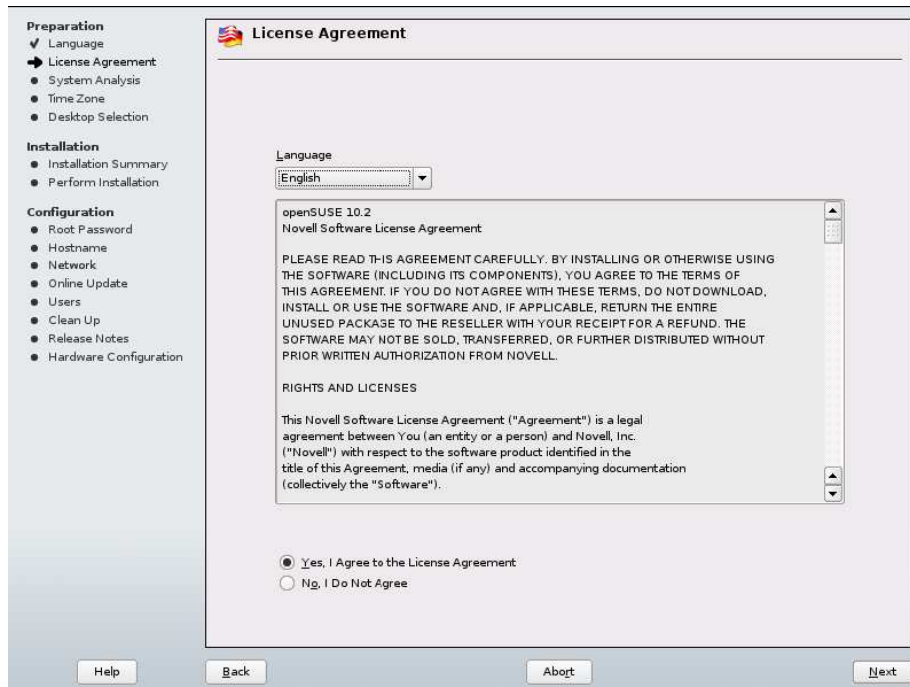 Preparation
Language
License Agreement
System Analysis
Time Zone
Desktop Selection
Installation
Installation Summary
Perform Installation
Configuration
Root Password
Hostname
Network
Online Update
Users
Clean Up
Release Notes
Hardware Configuration
License Agreement
Language
English
openSUSE 10.2
Novell Software License Agreement
PLEASE READ THIS AGREEMENT CAREFULLY. BY INSTALLING OR OTHERWISE USING
THE SOFTWARE (INCLUDING ITS COMPONENTS), YOU AGREE TO THE TERMS OF
THIS AGREEMENT. IF YOU DO NOT AGREE WITH THESE TERMS, DO NOT DOWNLOAD,
INSTALL OR USE THE SOFTWARE AND, IF APPLICABLE, RETURN THE ENTIRE
UNUSED PACKAGE TO THE RESELLER WITH YOUR RECEIPT FOR A REFUND. THE
SOFTWARE MAY NOT BE SOLD, TRANSFERRED, OR FURTHER DISTRIBUTED WITHOUT
PRIOR WRITTEN AUTHORIZATION FROM NOVELL.
RIGHTS AND LICENSES
This Novell Software License Agreement ("Agreement") is a legal
agreement between You (an entity or a person) and Novell, Inc.
("Novell") with respect to the software product identified in the
title of this Agreement, media (if any) and accompanying documentation
(collectively the "Software").
Yes, I Agree to the License Agreement
No, I Do Not Agree
Help
Back
Abort
Next